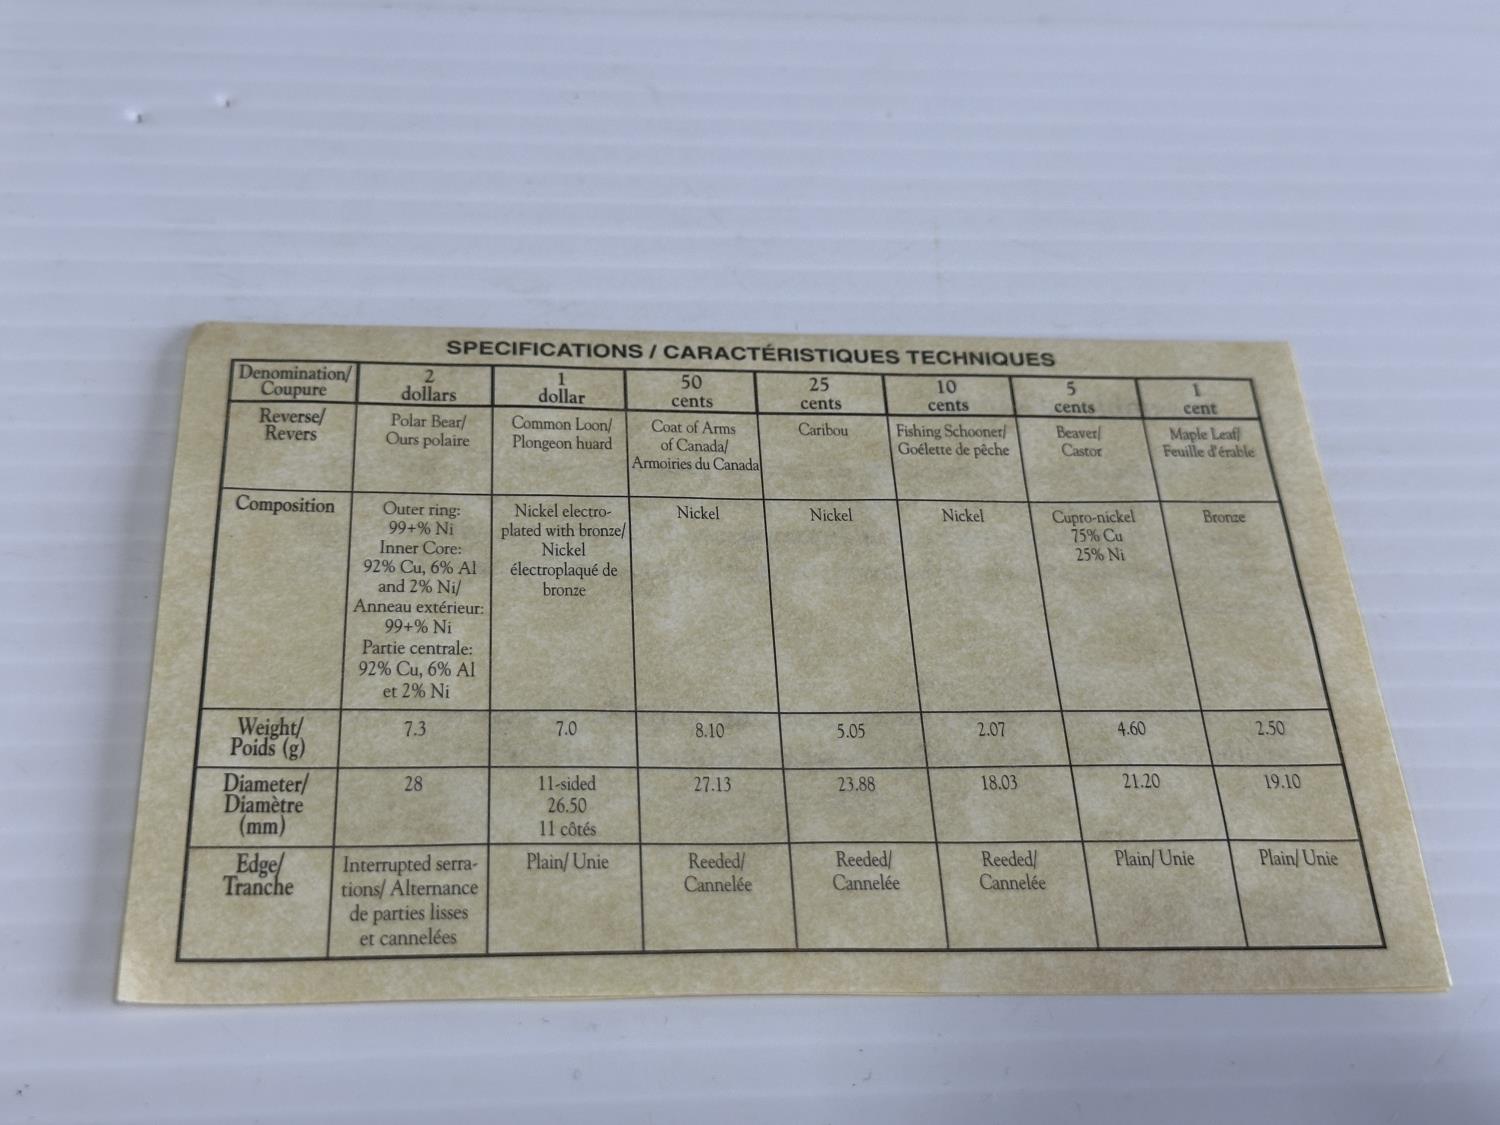 SPECIFICATIONS / CARACTÉRISTIQUES TECHNIQUES
Denomination/
Coupure
2
dollars
1
dollar
50
cents
25
cents
10
cents
5
cents
1
cent
Reverse/
Revers
Polar Bear/
Ours polaire
Common Loon/
Plongeon huard
Coat of Arms
of Canada/
Armoiries du Canada
Caribou
Fishing Schooner/
Goélette de pêche
Beaver/
Castor
Maple Leaf/
Feuille d'érable
Composition
Outer ring:
99+% Ni
Inner Core:
92% Cu, 6% Al
and 2% Ni/
Anneau extérieur:
99+% Ni
Partie centrale:
92% Cu, 6% Al
et 2% Ni
Nickel electro-
plated with bronze/
Nickel
électroplaqué de
bronze
Nickel
Nickel
Nickel
Cupro-nickel
75% Cu
25% Ni
Bronze
Weight/
Poids (g)
7.3
7.0
8.10
5.05
2.07
4.60
2.50
Diameter/
Diamètre
(mm)
28
11-sided
26.50
11 côtés
27.13
23.88
18.03
21.20
19.10
Edge/
Tranche
Interrupted serra-
tions/ Alternance
de parties lisses
et cannelées
Plain/ Unie
Reeded/
Cannelée
Reeded/
Cannelée
Reeded/
Cannelée
Plain/ Unie
Plain/ Unie